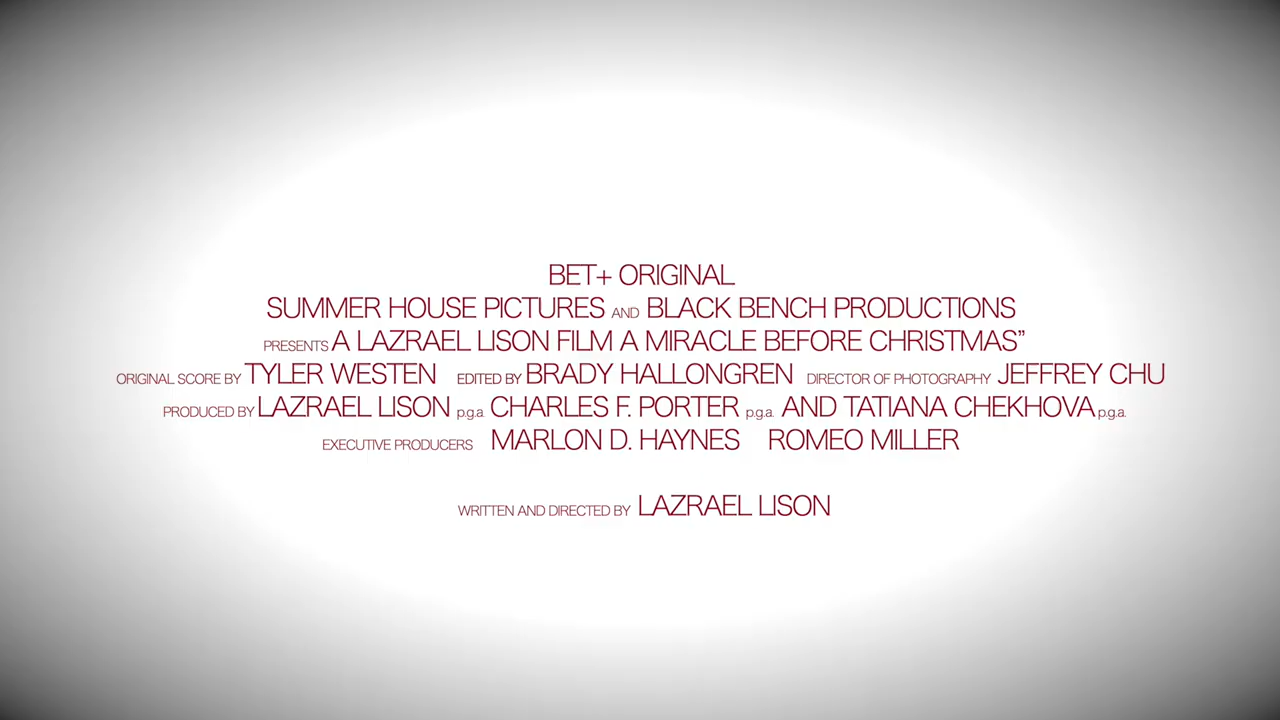 BET+ ORIGINAL
SUMMER HOUSE PICTURES AND BLACK BENCH PRODUCTIONS
PRESENTS A LAZRAEL LISON FILM A MIRACLE BEFORE CHRISTMAS”
ORIGINAL SCORE BY TYLER WESTEN EDITED BY BRADY HALLONGREN DIRECTOR OF PHOTOGRAPHY JEFFREY CHU
PRODUCED BY LAZRAEL LISON p.g.a. CHARLES F. PORTER p.g.a. AND TATIANA CHEKHOVA p.g.a.
EXECUTIVE PRODUCERS MARLON D. HAYNES ROMEO MILLER
WRITTEN AND DIRECTED BY LAZRAEL LISON